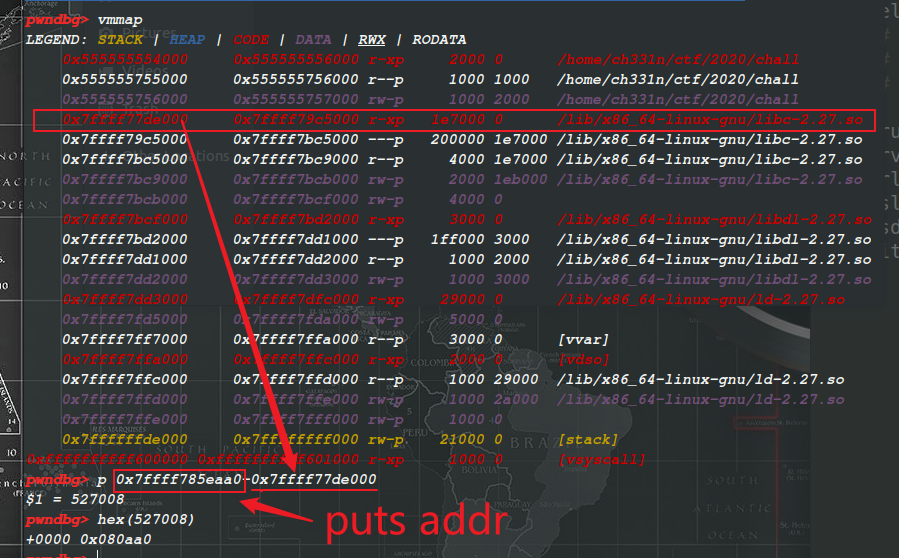 pwndbg> vmmap
LEGEND: STACK | HEAP | CODE | DATA | RWX | RODATA
0x555555554000 0x555555556000 r-xp 2000 0 /home/ch331n/ctf/2020/chall
0x555555755000 0x555555756000 r--p 1000 1000 /home/ch331n/ctf/2020/chall
0x555555756000 0x555555757000 rw-p 1000 2000 /home/ch331n/ctf/2020/chall
0x7ffff77de000 0x7ffff79c5000 r-xp 1e7000 0 /lib/x86_64-linux-gnu/libc-2.27.so
0x7ffff79c5000 0x7ffff7bc5000 ---p 200000 1e7000 /lib/x86_64-linux-gnu/libc-2.27.so
0x7ffff7bc5000 0x7ffff7bc9000 r--p 4000 1e7000 /lib/x86_64-linux-gnu/libc-2.27.so
0x7ffff7bc9000 0x7ffff7bcb000 rw-p 2000 1eb000 /lib/x86_64-linux-gnu/libc-2.27.so
0x7ffff7bcb000 0x7ffff7bcf000 rw-p 4000 0
0x7ffff7bcf000 0x7ffff7bd2000 r-xp 3000 0 /lib/x86_64-linux-gnu/libdl-2.27.so
0x7ffff7bd2000 0x7ffff7dd1000 ---p 1ff000 3000 /lib/x86_64-linux-gnu/libdl-2.27.so
0x7ffff7dd1000 0x7ffff7dd2000 r--p 1000 2000 /lib/x86_64-linux-gnu/libdl-2.27.so
0x7ffff7dd2000 0x7ffff7dd3000 rw-p 1000 3000 /lib/x86_64-linux-gnu/libdl-2.27.so
0x7ffff7dd3000 0x7ffff7dfc000 r-xp 29000 0 /lib/x86_64-linux-gnu/ld-2.27.so
0x7ffff7fd5000 0x7ffff7fda000 rw-p 5000 0
0x7ffff7ff7000 0x7ffff7ffa000 r--p 3000 0 [vvar]
0x7ffff7ffa000 0x7ffff7ffc000 r-xp 2000 0 [vdso]
0x7ffff7ffc000 0x7ffff7ffd000 r--p 1000 29000 /lib/x86_64-linux-gnu/ld-2.27.so
0x7ffff7ffd000 0x7ffff7ffe000 rw-p 1000 2a000 /lib/x86_64-linux-gnu/ld-2.27.so
0x7ffff7ffe000 0x7ffff7fff000 rw-p 1000 0
0x7ffffffde000 0x7ffffffff000 rw-p 21000 0 [stack]
0xffffffffff600000 0xffffffffff601000 r-xp 1000 0 [vsyscall]
pwndbg> p 0x7ffff785eaa0-0x7ffff77de000
$1 = 527008
pwndbg> hex(527008)
+0000 0x080aa0
pwndbg>
puts addr